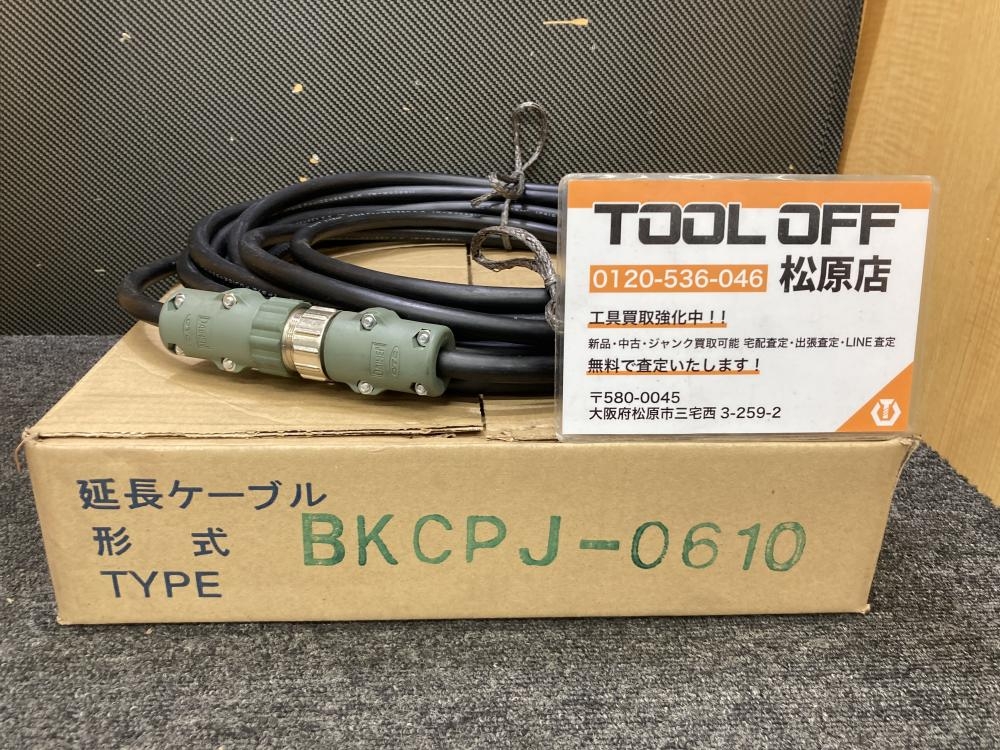 TOOL OFF
0120-536-046 松原店
工具買取強化中!!
新品・中古・ジャンク買取可能 宅配査定・出張査定・LINE査定
無料で査定いたします!
〒580-0045
大阪府松原市三宅西 3-259-2
延長ケーブル
形 式 BKCPJ-0610
TYPE